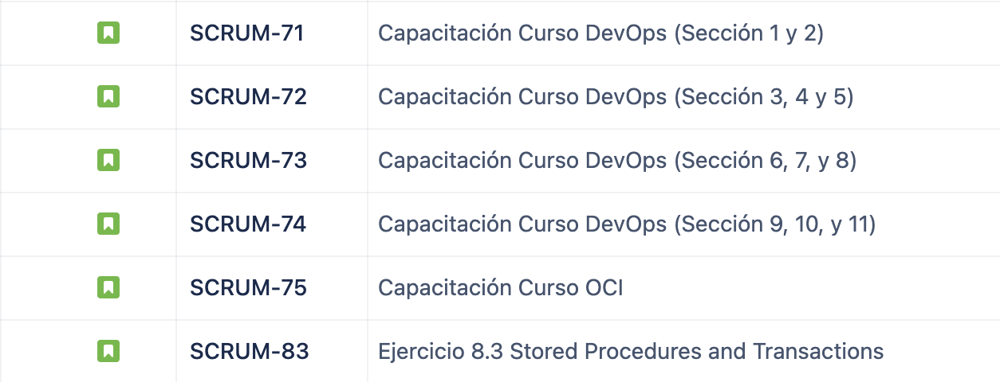 SCRUM-71 Capacitación Curso DevOps (Sección 1 y 2)
SCRUM-72 Capacitación Curso DevOps (Sección 3, 4 y 5)
SCRUM-73 Capacitación Curso DevOps (Sección 6, 7, y 8)
SCRUM-74 Capacitación Curso DevOps (Sección 9, 10, y 11)
SCRUM-75 Capacitación Curso OCI
SCRUM-83 Ejercicio 8.3 Stored Procedures and Transactions